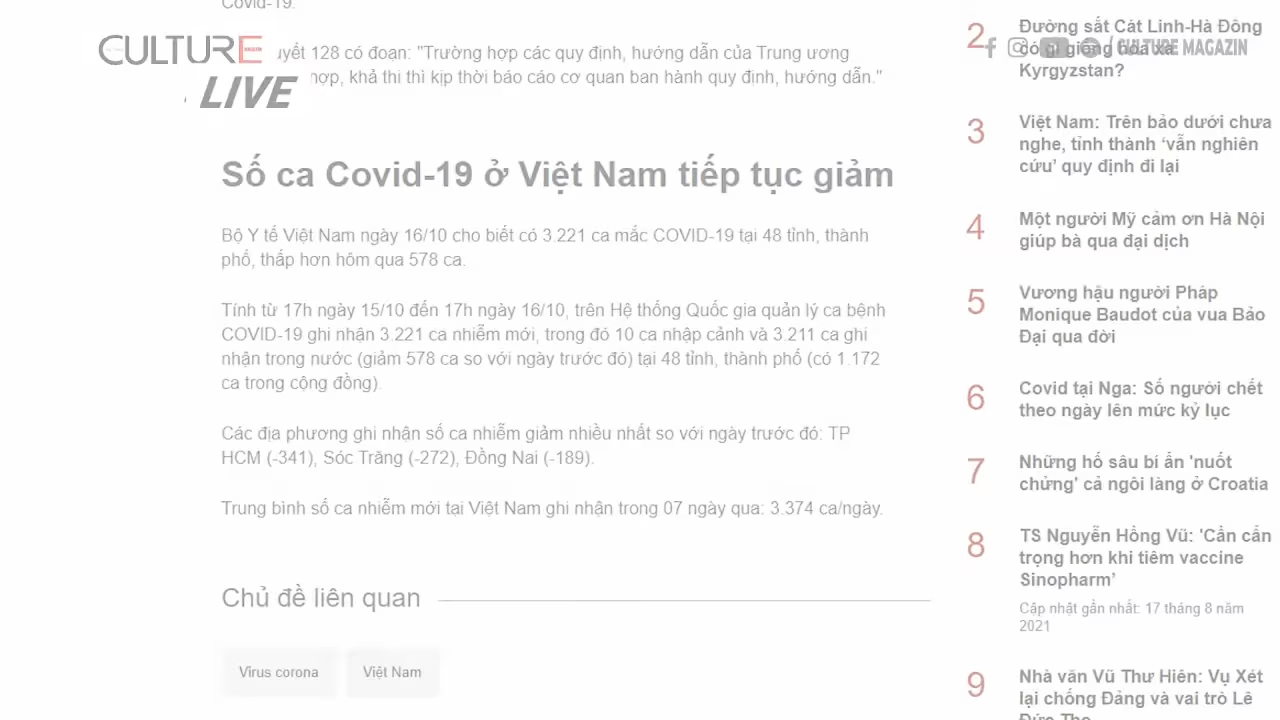 Covid-19.
CULTURE
LIVE
uyết 128 có đoạn: "Trường hợp các quy định, hướng dẫn của Trung ương
hợp, khả thi thì kịp thời báo cáo cơ quan ban hành quy định, hướng dẫn."
Số ca Covid-19 ở Việt Nam tiếp tục giảm
Bộ Y tế Việt Nam ngày 16/10 cho biết có 3.221 ca mắc COVID-19 tại 48 tỉnh, thành
phố, thấp hơn hôm qua 578 ca.
Tính từ 17h ngày 15/10 đến 17h ngày 16/10, trên Hệ thống Quốc gia quản lý ca bệnh
COVID-19 ghi nhận 3.221 ca nhiễm mới, trong đó 10 ca nhập cảnh và 3.211 ca ghi
nhận trong nước (giảm 578 ca so với ngày trước đó) tại 48 tỉnh, thành phố (có 1.172
ca trong cộng đồng).
Các địa phương ghi nhận số ca nhiễm giảm nhiều nhất so với ngày trước đó: TP
HCM (-341), Sóc Trăng (-272), Đồng Nai (-189).
Trung bình số ca nhiễm mới tại Việt Nam ghi nhận trong 07 ngày qua: 3.374 ca/ngày.
Chủ đề liên quan
Virus corona
Việt Nam
2
Đường sắt Cát Linh-Hà Đông
có gì giống hỏa xa
Kyrgyzstan?
/ CULTURE MAGAZIN
3
Việt Nam: Trên bảo dưới chưa
nghe, tỉnh thành ‘vẫn nghiên
cứu’ quy định đi lại
4
Một người Mỹ cảm ơn Hà Nội
giúp bà qua đại dịch
5
Vương hậu người Pháp
Monique Baudot của vua Bảo
Đại qua đời
6
Covid tại Nga: Số người chết
theo ngày lên mức kỷ lục
7
Những hố sâu bí ẩn 'nuốt
chửng' cả ngôi làng ở Croatia
8
TS Nguyễn Hồng Vũ: 'Cần cẩn
trọng hơn khi tiêm vaccine
Sinopharm’
Cập nhật gần nhất: 17 tháng 8 năm
2021
9
Nhà văn Vũ Thư Hiên: Vụ Xét
lại chống Đảng và vai trò Lê
Đức Thọ